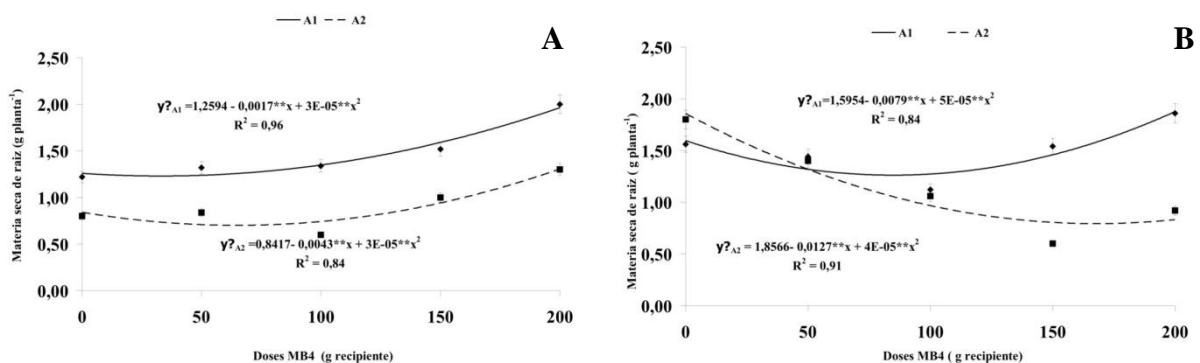 A1 A2
A
2,50
2,00
1,50
1,00
0,50
0,00
Materia seca de raiz (g planta⁻¹)
y?A1 =1,2594 - 0,0017**x + 3E-05**x²
R² = 0,96
y?A2 =0,8417- 0,0043**x + 3E-05**x²
R² = 0,84
0 50 100 150 200
Doses MB4 (g recipiente)
A1 A2
B
2,50
2,00
1,50
1,00
0,50
0,00
Materia seca de raiz ( g planta⁻¹)
y?A1=1,5954- 0,0079**x + 5E-05**x²
R² = 0,84
y?A2 = 1,8566- 0,0127**x + 4E-05**x²
R² = 0,91
0 50 100 150 200
Doses MB4 ( g recipiente)